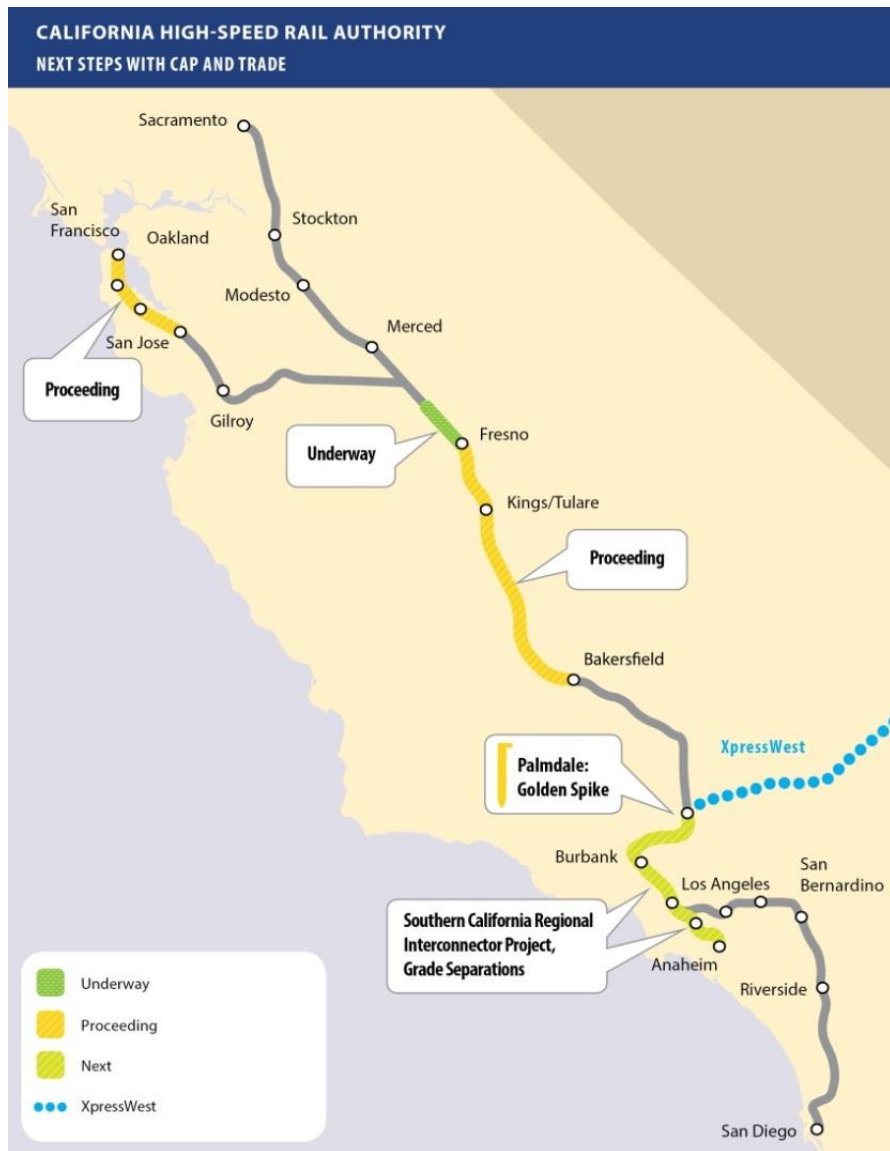 CALIFORNIA HIGH-SPEED RAIL AUTHORITY
NEXT STEPS WITH CAP AND TRADE
Sacramento
San
Francisco
Oakland
Stockton
Modesto
Merced
San Jose
Proceeding
Gilroy
Underway
Fresno
Kings/Tulare
Proceeding
Bakersfield
XpressWest
Palmdale:
Golden Spike
Burbank
Los Angeles
San
Bernardino
Southern California Regional
Interconnector Project,
Grade Separations
Anaheim
Riverside
San Diego
Underway
Proceeding
Next
XpressWest